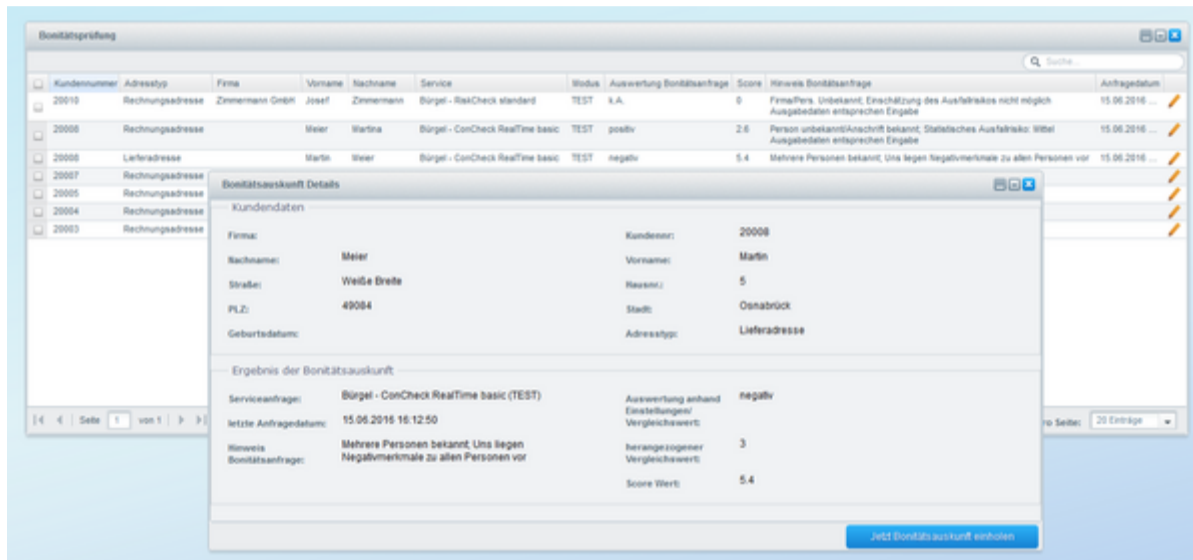 Bonitätsprüfung
Suche...
Kundennummer Adresstyp Firma Vorname Nachname Service Modus Auswertung Bonitätsanfrage Score Hinweis Bonitätsanfrage Anfragedatum
20010 Rechnungsadresse Zimmermann GmbH Josef Zimmermann Bürgel - RiskCheck standard TEST k.A. 0 Firma/Pers. Unbekannt; Einschätzung des Ausfallrisikos nicht möglich 15.06.2016 ...
Ausgabedaten entsprechen Eingabe
20008 Rechnungsadresse Meier Martina Bürgel - ConCheck RealTime basic TEST positiv 2.6 Person unbekannt/Anschrift bekannt; Statistisches Ausfallrisiko: Mittel 15.06.2016 ...
Ausgabedaten entsprechen Eingabe
20008 Lieferadresse Martin Meier Bürgel - ConCheck RealTime basic TEST negativ 5.4 Mehrere Personen bekannt; Uns liegen Negativmerkmale zu allen Personen vor 15.06.2016 ...
20007 Rechnungsadresse
20005 Rechnungsadresse
20004 Rechnungsadresse
20003 Rechnungsadresse
Bonitätsauskunft Details
Kundendaten
Firma: Kundennr: 20008
Nachname: Meier Vorname: Martin
Straße: Weiße Breite Hausnr.: 5
PLZ: 49084 Stadt: Osnabrück
Geburtsdatum: Adresstyp: Lieferadresse
Ergebnis der Bonitätsauskunft
Serviceanfrage: Bürgel - ConCheck RealTime basic (TEST) Auswertung anhand negativ
Einstellungen/
Vergleichswert:
letzte Anfragedatum: 15.06.2016 16:12:50
Hinweis Mehrere Personen bekannt; Uns liegen
Bonitätsanfrage: Negativmerkmale zu allen Personen vor
herangezogener 3
Vergleichswert:
Score Wert: 5.4
Seite 1 von 1
ro Seite: 20 Einträge
Jetzt Bonitätsauskunft einholen